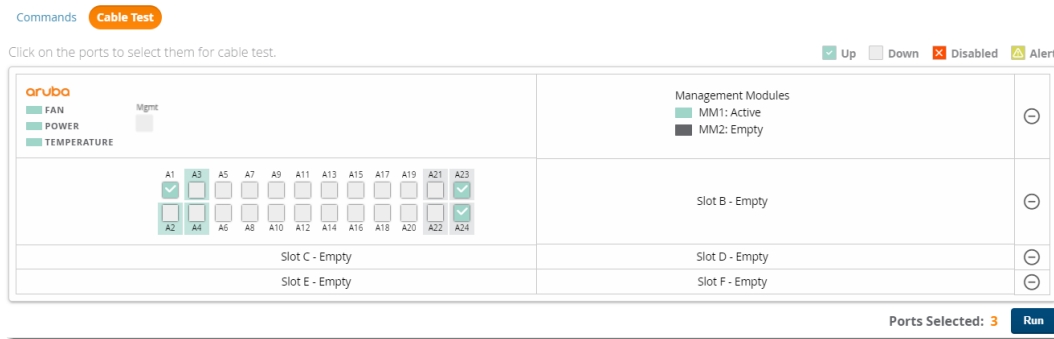 Commands Cable Test
Click on the ports to select them for cable test.
Up Down Disabled Alert
aruba
FAN
POWER
TEMPERATURE
Mgmt
Management Modules
MM1: Active
MM2: Empty
A1 A3 A5 A7 A9 A11 A13 A15 A17 A19 A21 A23
A2 A4 A6 A8 A10 A12 A14 A16 A18 A20 A22 A24
Slot B - Empty
Slot C - Empty
Slot D - Empty
Slot E - Empty
Slot F - Empty
Ports Selected: 3 Run